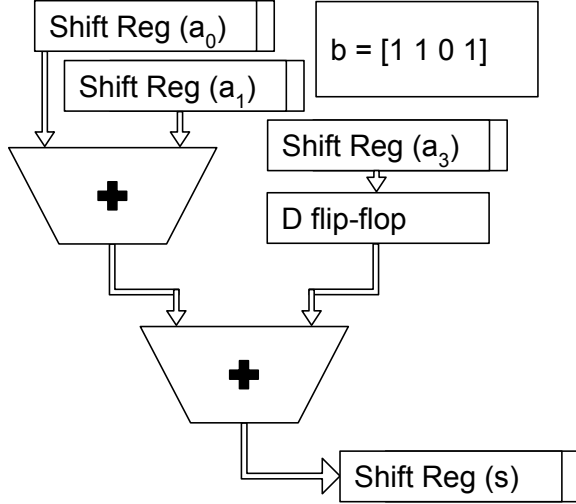 Shift Reg (a₀)
b = [1 1 0 1]
Shift Reg (a₁)
Shift Reg (a₃)
D flip-flop
Shift Reg (s)